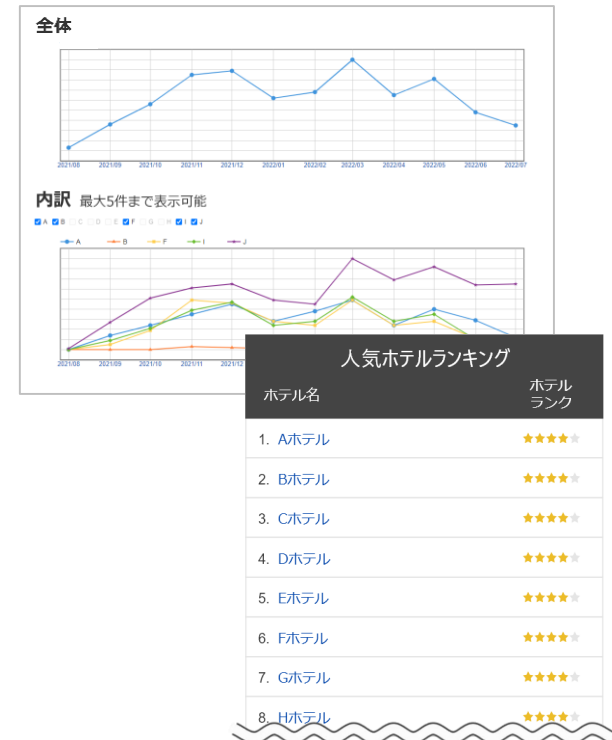 全体
2021/08 2021/09 2021/10 2021/11 2021/12 2022/01 2022/02 2022/03 2022/04 2022/05 2022/06 2022/07
内訳 最大5件まで表示可能
A B C D E F G H I J
A B F I J
2021/08 2021/09 2021/10 2021/11 2021/12
人気ホテルランキング
ホテル名 ホテル
ランク
1. Aホテル
2. Bホテル
3. Cホテル
4. Dホテル
5. Eホテル
6. Fホテル
7. Gホテル
8. Hホテル